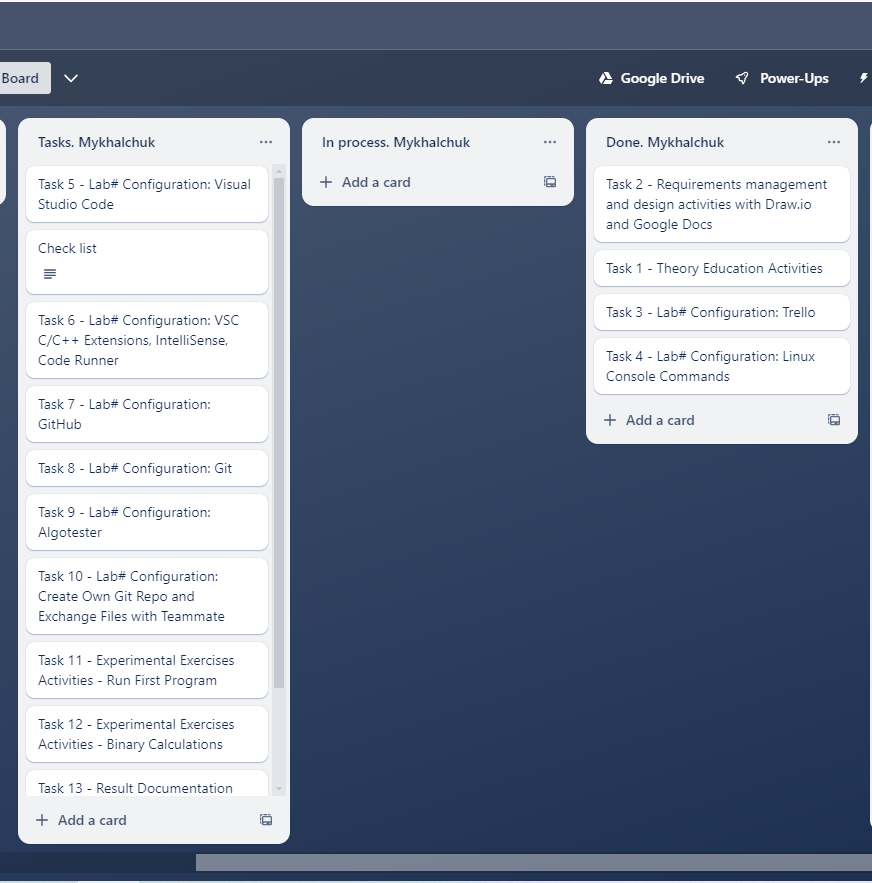 Board
Google Drive
Power-Ups
Tasks. Mykhalchuk
Task 5 - Lab# Configuration: Visual
Studio Code
Check list
Task 6 - Lab# Configuration: VSC
C/C++ Extensions, IntelliSense,
Code Runner
Task 7 - Lab# Configuration:
GitHub
Task 8 - Lab# Configuration: Git
Task 9 - Lab# Configuration:
Algotester
Task 10 - Lab# Configuration:
Create Own Git Repo and
Exchange Files with Teammate
Task 11 - Experimental Exercises
Activities - Run First Program
Task 12 - Experimental Exercises
Activities - Binary Calculations
Task 13 - Result Documentation
Add a card
In process. Mykhalchuk
Add a card
Done. Mykhalchuk
Task 2 - Requirements management
and design activities with Draw.io
and Google Docs
Task 1 - Theory Education Activities
Task 3 - Lab# Configuration: Trello
Task 4 - Lab# Configuration: Linux
Console Commands
Add a card